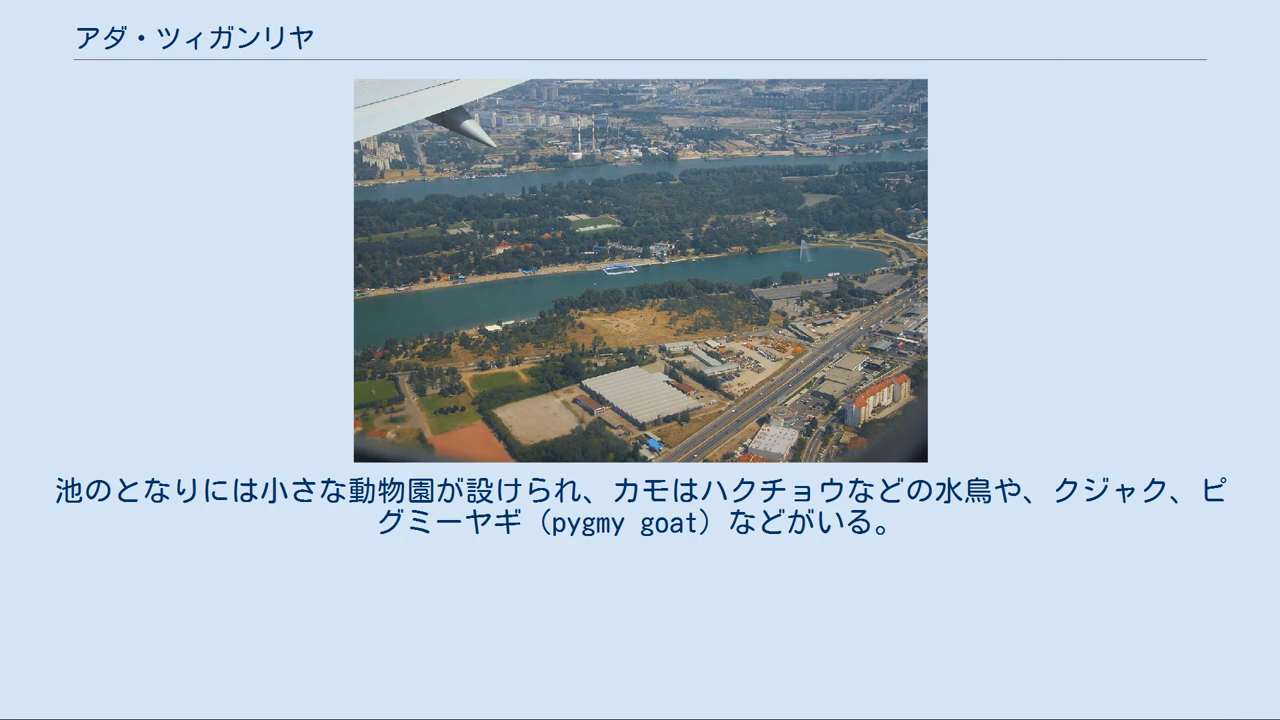 アダ・ツィガンリヤ
池のとなりには小さな動物園が設けられ、カモはハクチョウなどの水鳥や、クジャク、ピ
グミーヤギ（pygmy goat）などがいる。